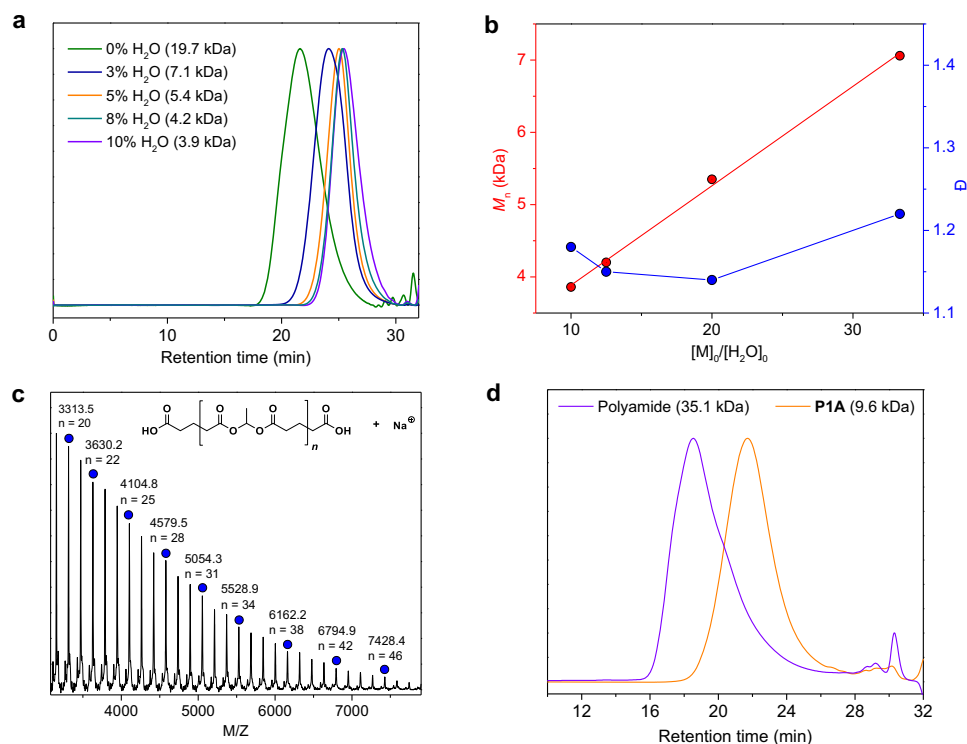 a
0% H₂O (19.7 kDa)
3% H₂O (7.1 kDa)
5% H₂O (5.4 kDa)
8% H₂O (4.2 kDa)
10% H₂O (3.9 kDa)
0 10 20 30
Retention time (min)
b
7
6
5
4
Mₙ (kDa)
1.4
1.3
1.2
1.1
Đ
10 20 30
[M]₀/[H₂O]₀
c
3313.5
n = 20
3630.2
n = 22
4104.8
n = 25
4579.5
n = 28
5054.3
n = 31
5528.9
n = 34
6162.2
n = 38
6794.9
n = 42
7428.4
n = 46
O O O O
HO O O OH
n
+ Na⊕
4000 5000 6000 7000
M/Z
d
Polyamide (35.1 kDa) P1A (9.6 kDa)
12 16 20 24 28 32
Retention time (min)